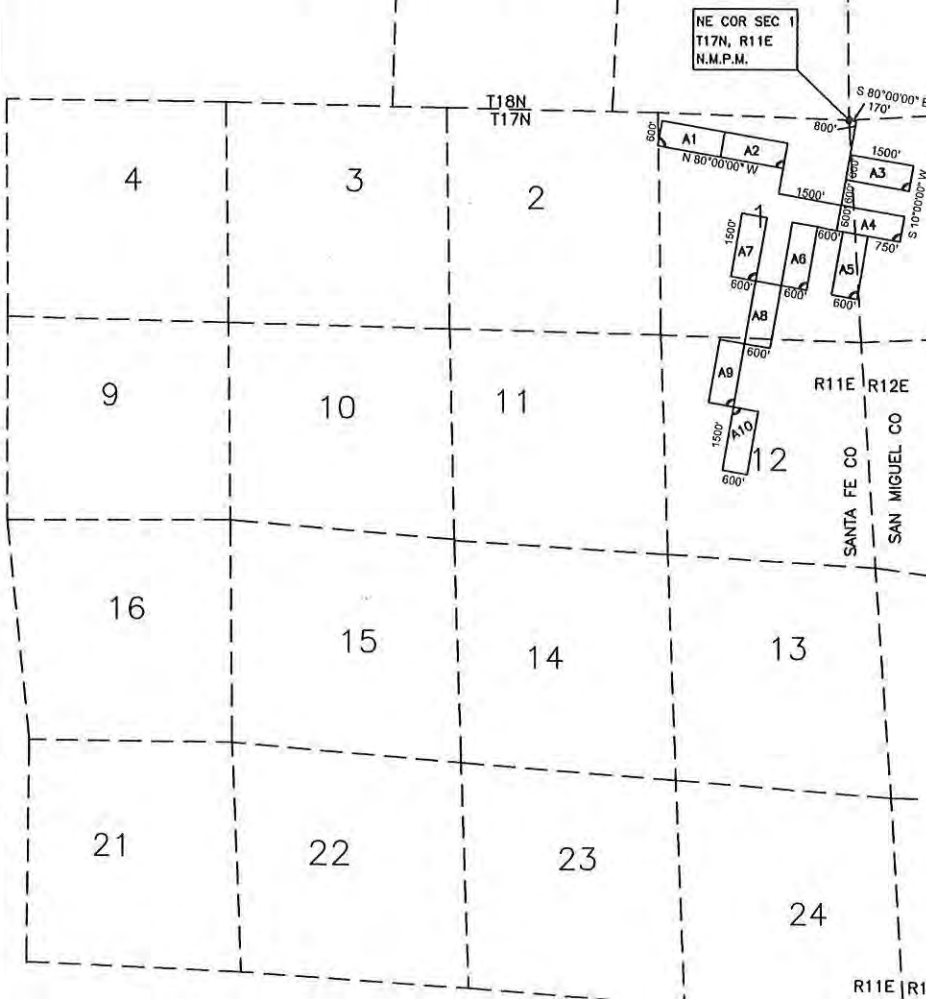 NE COR SEC 1
T17N, R11E
N.M.P.M.
S 80°00'00" E
170'
800'
T18N
T17N
600'
A1
A2
N 80°00'00" W
1500'
600'
A3
S 10°00'00" W
4
3
2
1
1500'
600'
600'
A4
750'
1500'
A7
600'
600'
A6
600'
A5
600'
A8
600'
9
10
11
A9
R11E
R12E
1500'
A10
600'
12
SANTA FE CO
SAN MIGUEL CO
16
15
14
13
21
22
23
24
R11E
R1